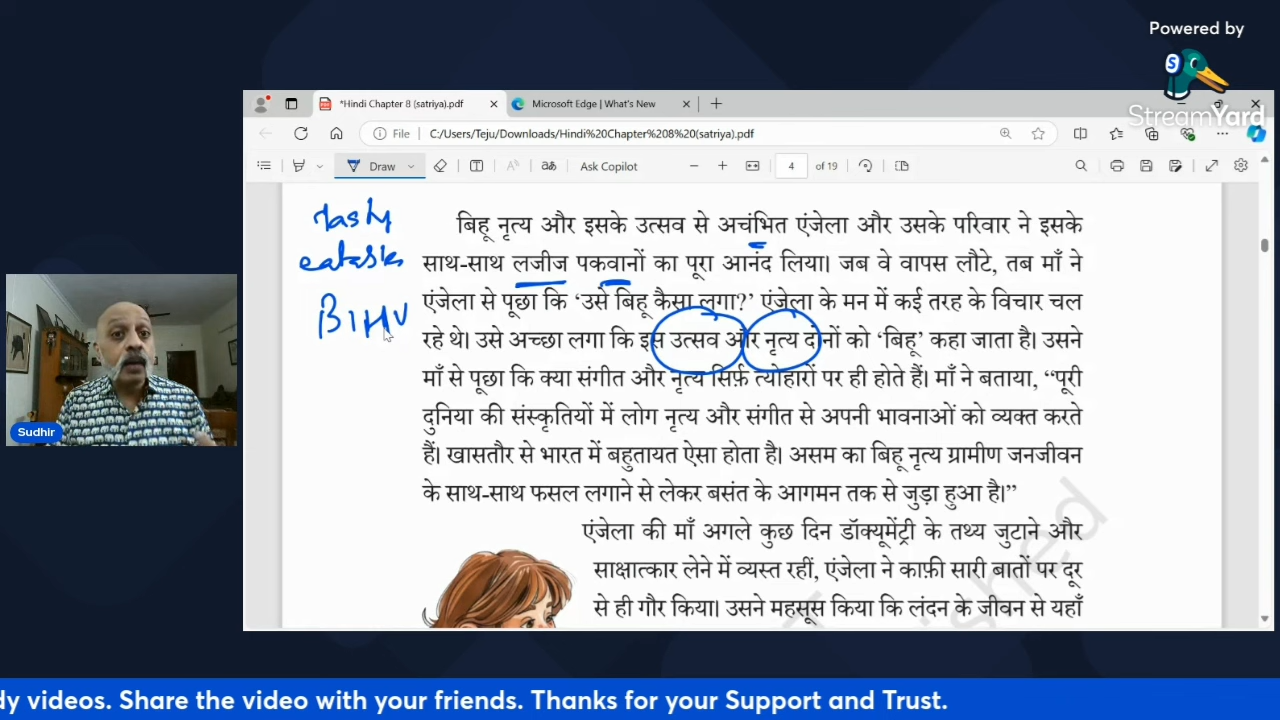 Powered by
S
StreamYard
*Hindi Chapter 8 (satriya).pdf
Microsoft Edge | What's New
File
C:/Users/Teju/Downloads/Hindi%20Chapter%208%20(satriya).pdf
Draw
Ask Copilot
4 of 19
tasty
BIHU
बिहू नृत्य और इसके उत्सव से अचंभित एंजेला और उसके परिवार ने इसके
साथ-साथ लजीज पकवानों का पूरा आनंद लिया। जब वे वापस लौटे, तब माँ ने
एंजेला से पूछा कि ‘उसे बिहू कैसा लगा?’ एंजेला के मन में कई तरह के विचार चल
रहे थे। उसे अच्छा लगा कि इस उत्सव और नृत्य दोनों को ‘बिहू’ कहा जाता है। उसने
माँ से पूछा कि क्या संगीत और नृत्य सिर्फ़ त्योहारों पर ही होते हैं। माँ ने बताया, “पूरी
दुनिया की संस्कृतियों में लोग नृत्य और संगीत से अपनी भावनाओं को व्यक्त करते
हैं। खासतौर से भारत में बहुतायत ऐसा होता है। असम का बिहू नृत्य ग्रामीण जनजीवन
के साथ-साथ फसल लगाने से लेकर बसंत के आगमन तक से जुड़ा हुआ है।”
एंजेला की माँ अगले कुछ दिन डॉक्यूमेंट्री के तथ्य जुटाने और
साक्षात्कार लेने में व्यस्त रहीं, एंजेला ने काफ़ी सारी बातों पर दूर
से ही गौर किया। उसने महसूस किया कि लंदन के जीवन से यहाँ
Sudhir
dy videos. Share the video with your friends. Thanks for your Support and Trust.